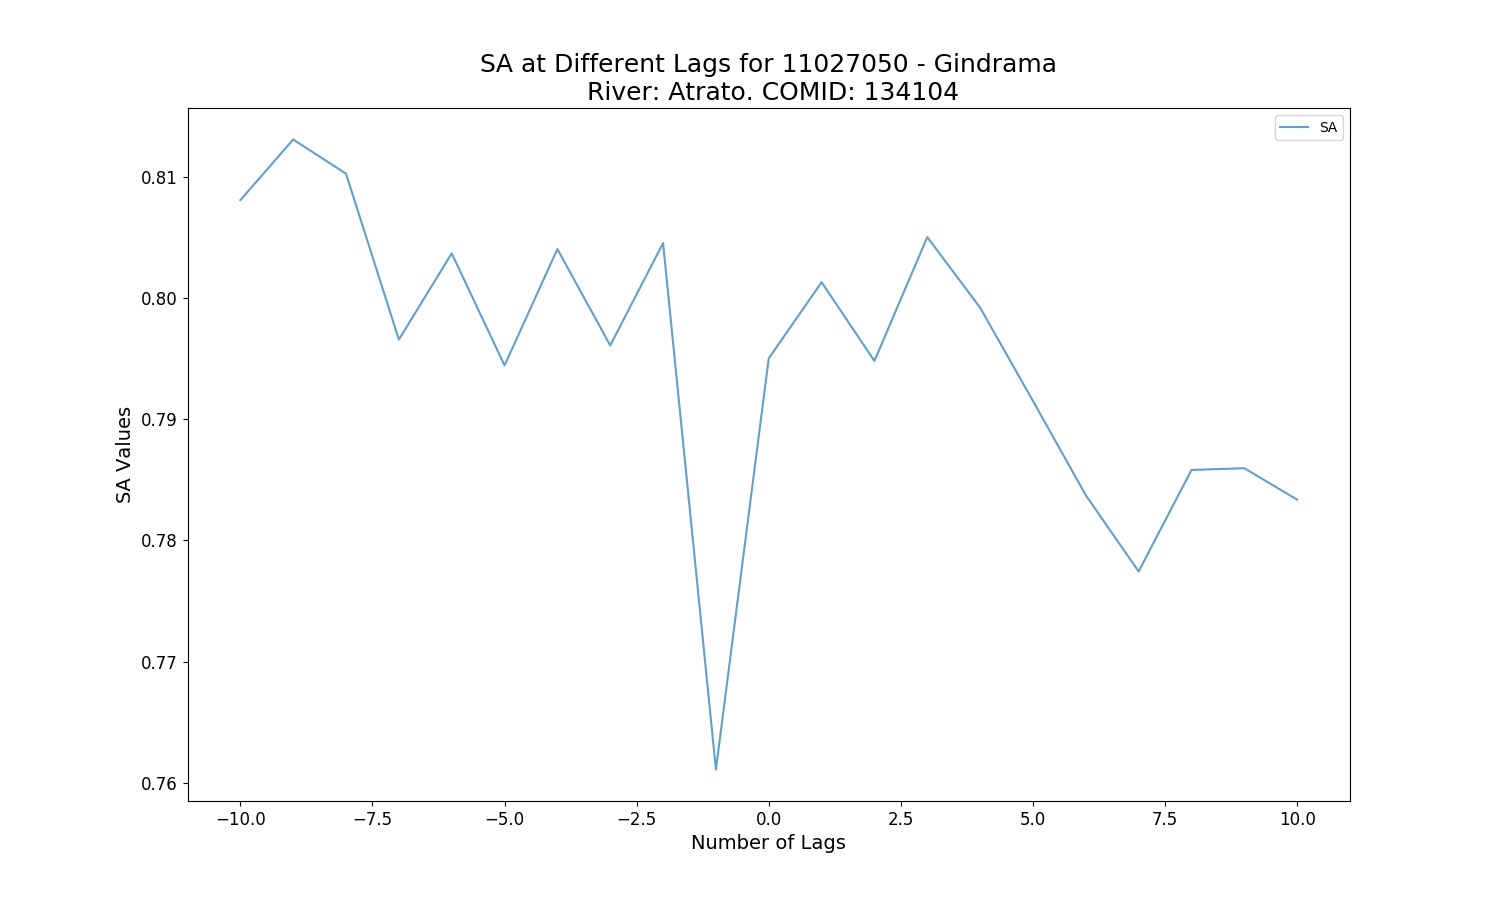 SA at Different Lags for 11027050 - Gindrama
River: Atrato. COMID: 134104
SA
0.81
0.80
0.79
0.78
0.77
0.76
SA Values
−10.0 −7.5 −5.0 −2.5 0.0 2.5 5.0 7.5 10.0
Number of Lags